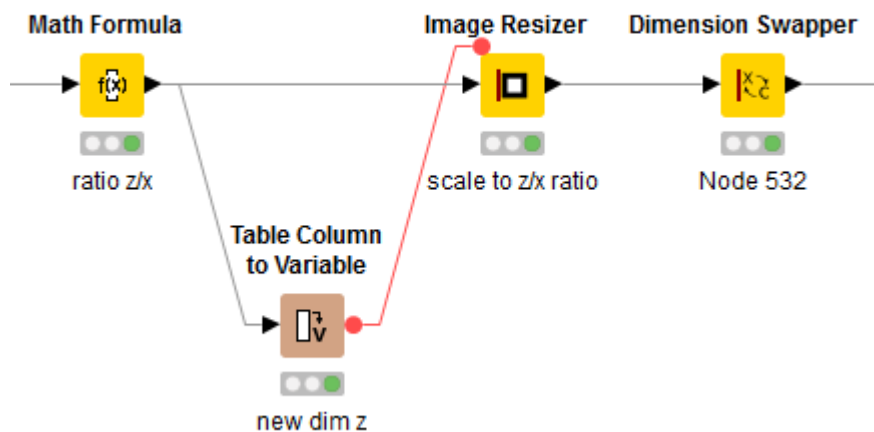 Math Formula
Image Resizer
Dimension Swapper
f(x)
X
C
ratio z/x
scale to z/x ratio
Node 532
Table Column
to Variable
V
new dim z